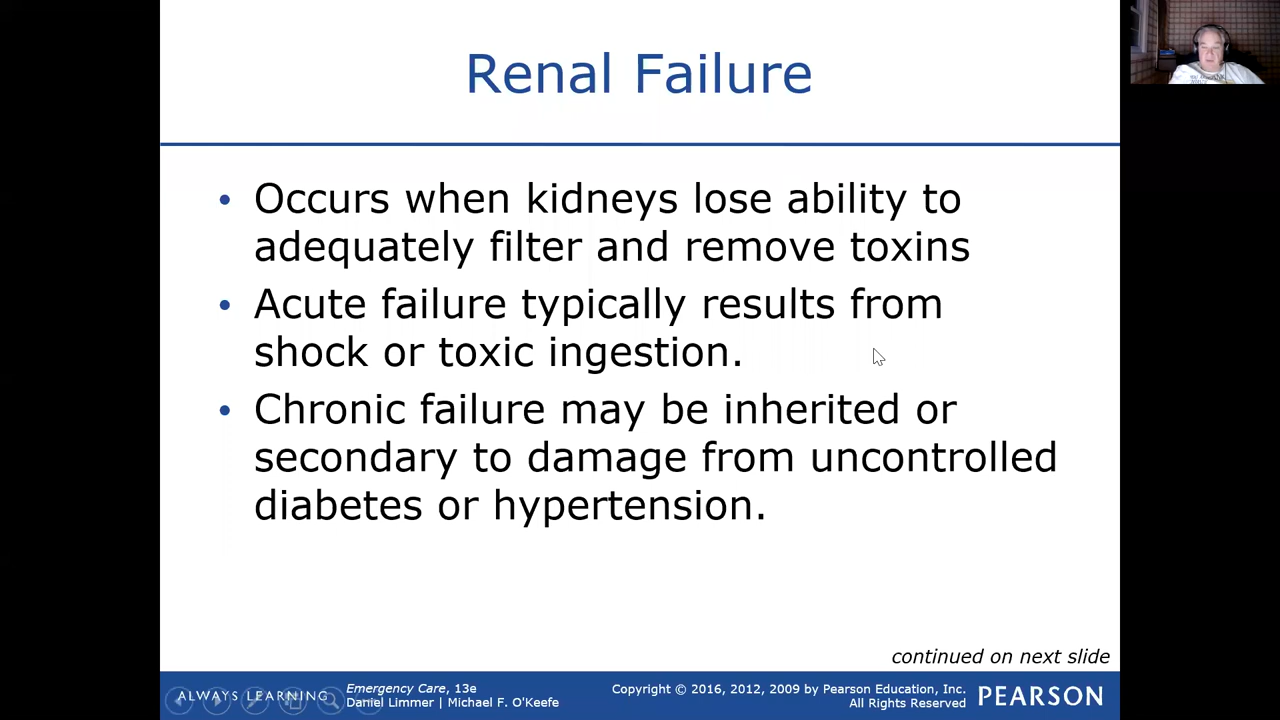 Renal Failure
• Occurs when kidneys lose ability to
adequately filter and remove toxins
• Acute failure typically results from
shock or toxic ingestion.
• Chronic failure may be inherited or
secondary to damage from uncontrolled
diabetes or hypertension.
continued on next slide
ALWAYS LEARNING
Emergency Care, 13e
Daniel Limmer | Michael F. O'Keefe
Copyright © 2016, 2012, 2009 by Pearson Education, Inc.
All Rights Reserved
PEARSON